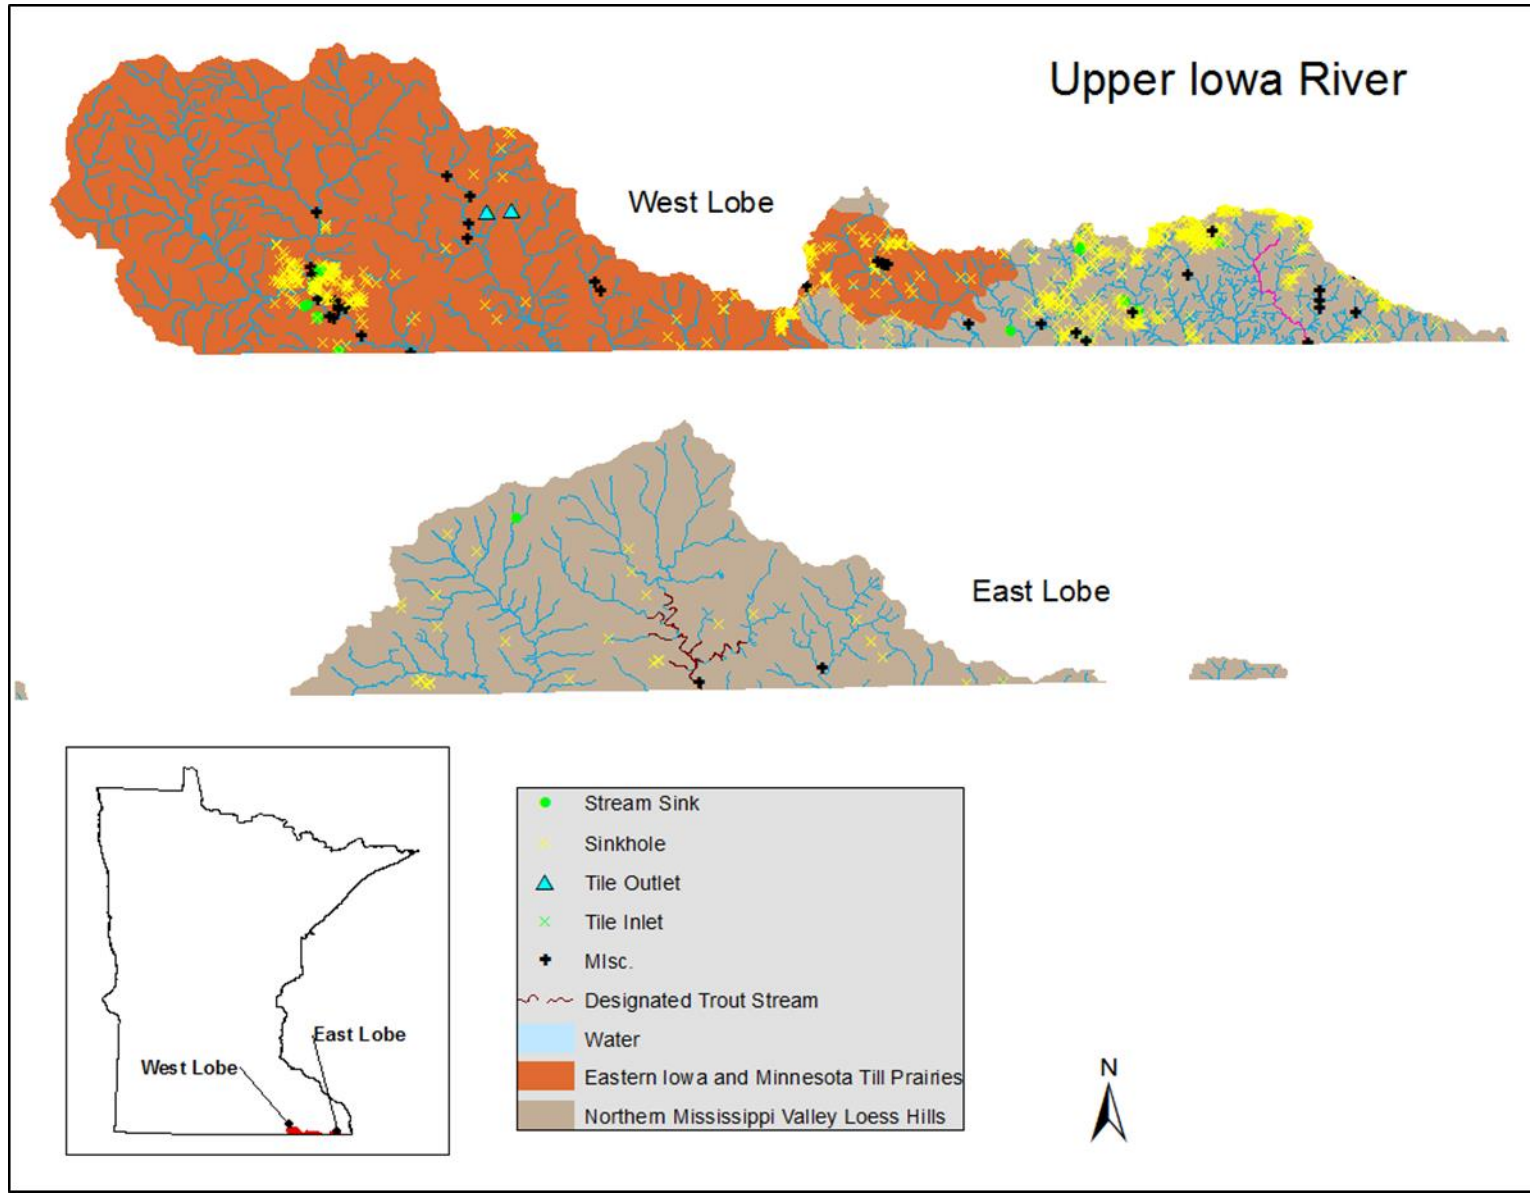 Upper Iowa River
West Lobe
East Lobe
Stream Sink
Sinkhole
Tile Outlet
Tile Inlet
MIsc.
Designated Trout Stream
Water
Eastern Iowa and Minnesota Till Prairies
Northern Mississippi Valley Loess Hills
East Lobe
West Lobe
N